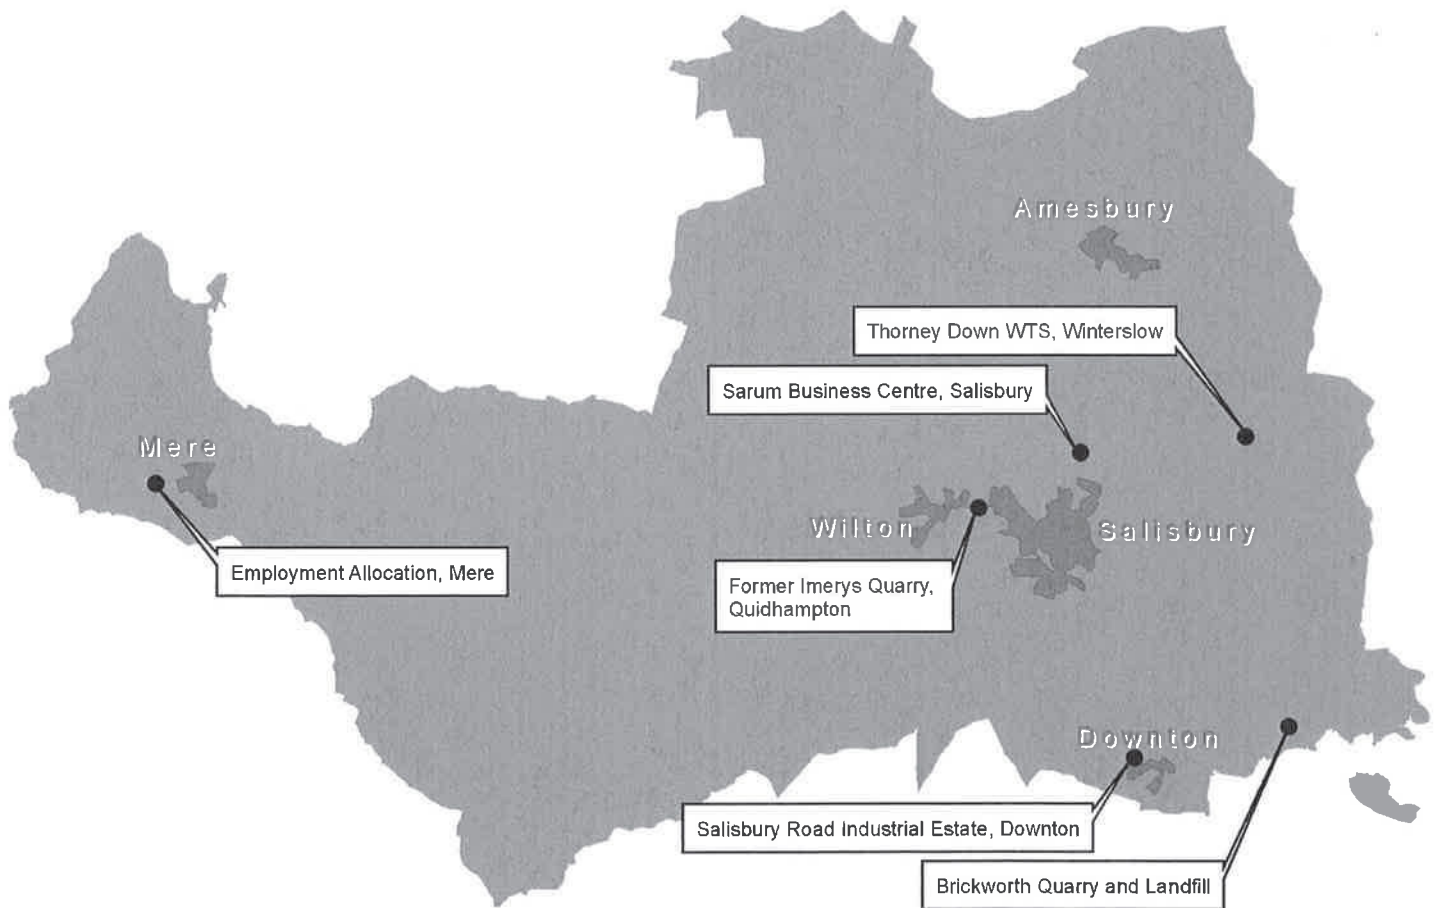 Amesbury
Thorney Down WTS, Winterslow
Sarum Business Centre, Salisbury
Mere
Wilton
Salisbury
Employment Allocation, Mere
Former Imerys Quarry,
Quidhampton
Downton
Salisbury Road Industrial Estate, Downton
Brickworth Quarry and Landfill